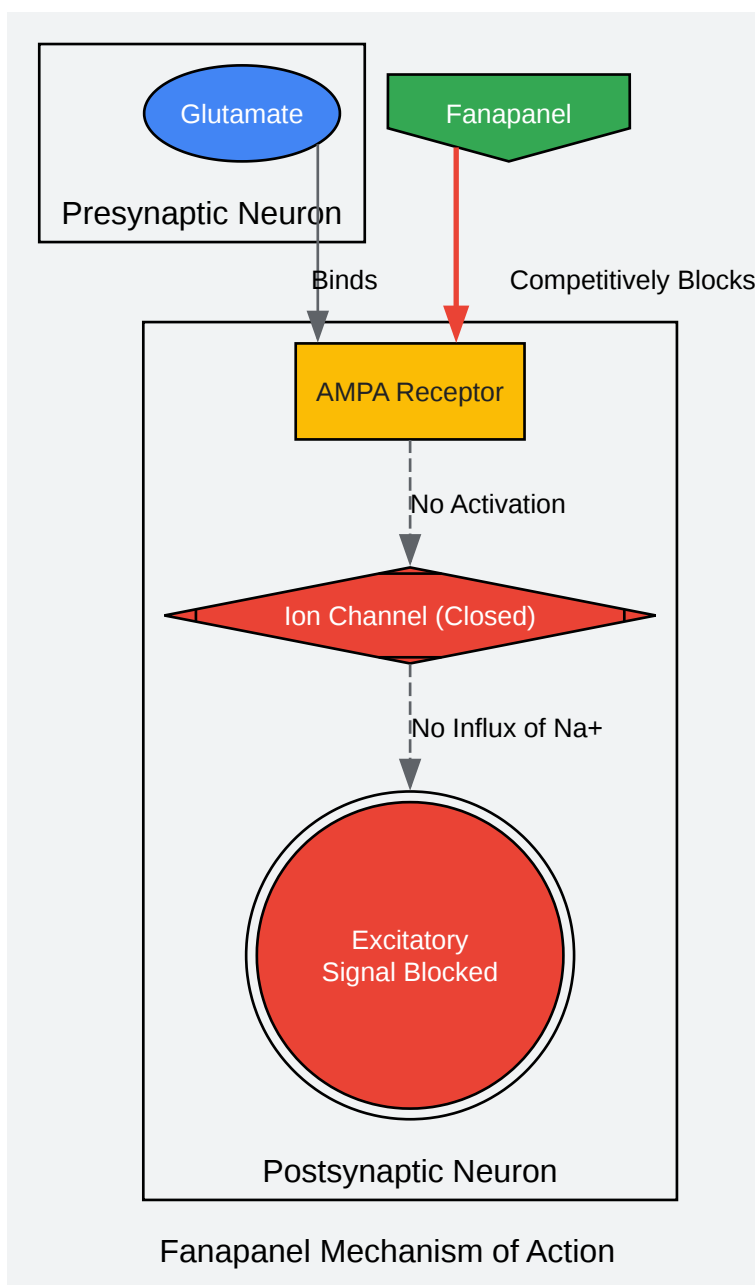 Glutamate
Fanapanel
Presynaptic Neuron
Binds
Competitively Blocks
AMPA Receptor
No Activation
Ion Channel (Closed)
No Influx of Na+
Excitatory
Signal Blocked
Postsynaptic Neuron
Fanapanel Mechanism of Action